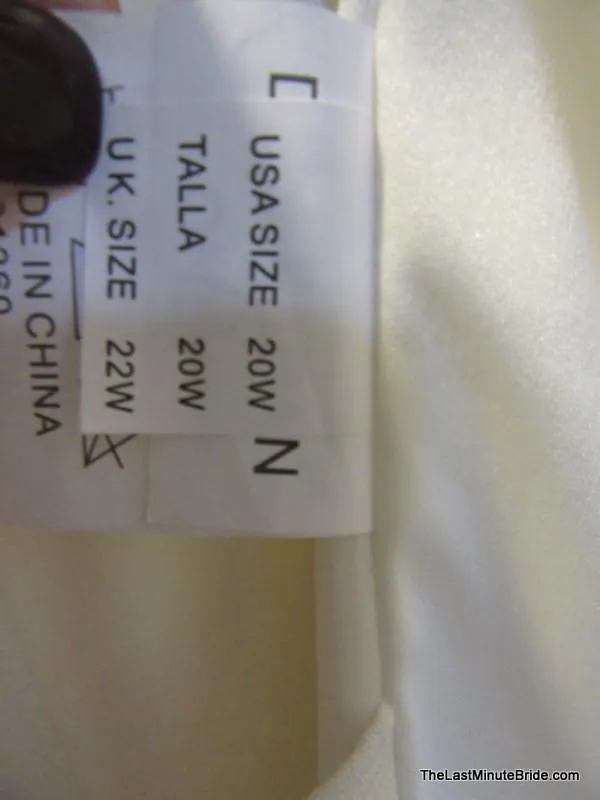 USA SIZE 20W
TALLA 20W
U K. SIZE 22W
DE IN CHINA
TheLastMinuteBride.com